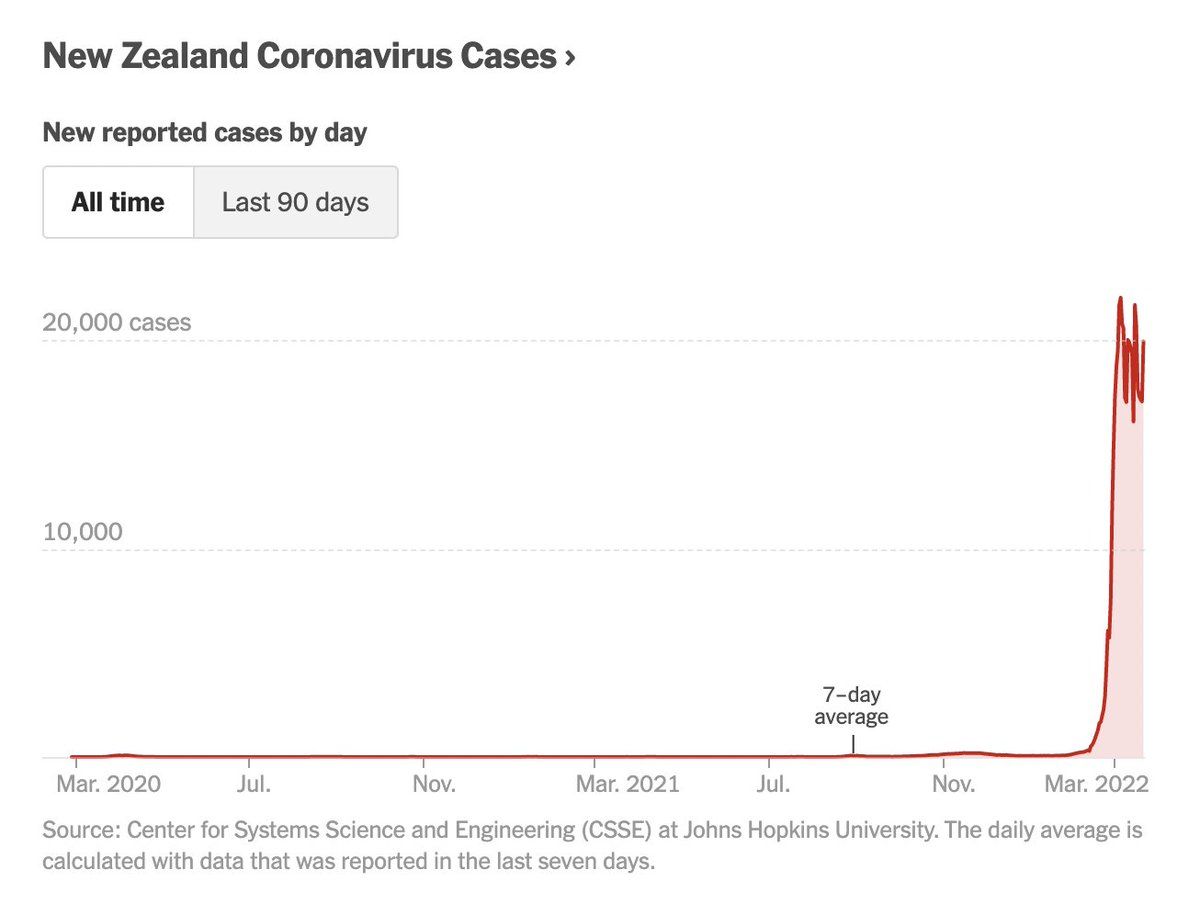 New Zealand Coronavirus Cases ›
New reported cases by day
All time Last 90 days
20,000 cases
10,000
7–day
average
Mar. 2020 Jul. Nov. Mar. 2021 Jul. Nov. Mar. 2022
Source: Center for Systems Science and Engineering (CSSE) at Johns Hopkins University. The daily average is
calculated with data that was reported in the last seven days.